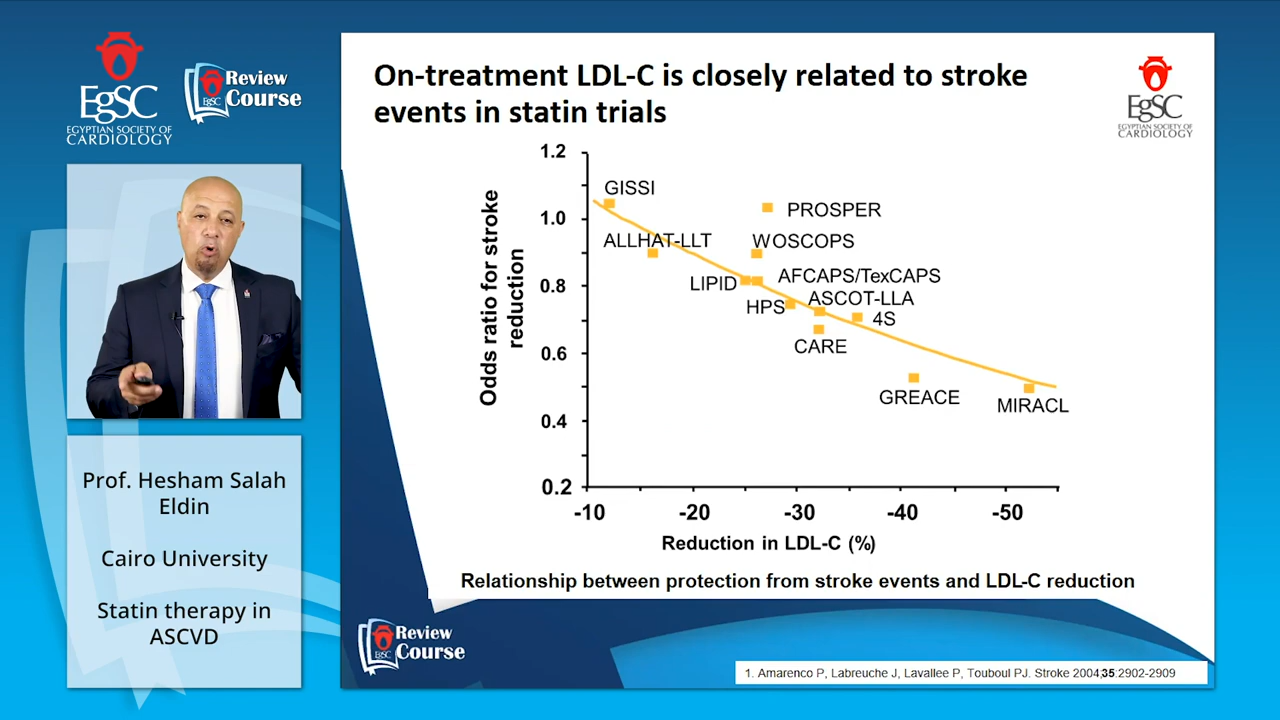 EgSC
EGYPTIAN SOCIETY OF
CARDIOLOGY
EgSC
Review
Course
Prof. Hesham Salah
Eldin
Cairo University
Statin therapy in
ASCVD
On-treatment LDL-C is closely related to stroke
events in statin trials
EgSC
EGYPTIAN SOCIETY OF
CARDIOLOGY
Odds ratio for stroke
reduction
1.2
1.0
0.8
0.6
0.4
0.2
GISSI
PROSPER
ALLHAT-LLT
WOSCOPS
LIPID
AFCAPS/TexCAPS
HPS
ASCOT-LLA
4S
CARE
GREACE
MIRACL
-10
-20
-30
-40
-50
Reduction in LDL-C (%)
Relationship between protection from stroke events and LDL-C reduction
EgSC
Review
Course
1. Amarenco P, Labreuche J, Lavallee P, Touboul PJ. Stroke 2004;35:2902-2909